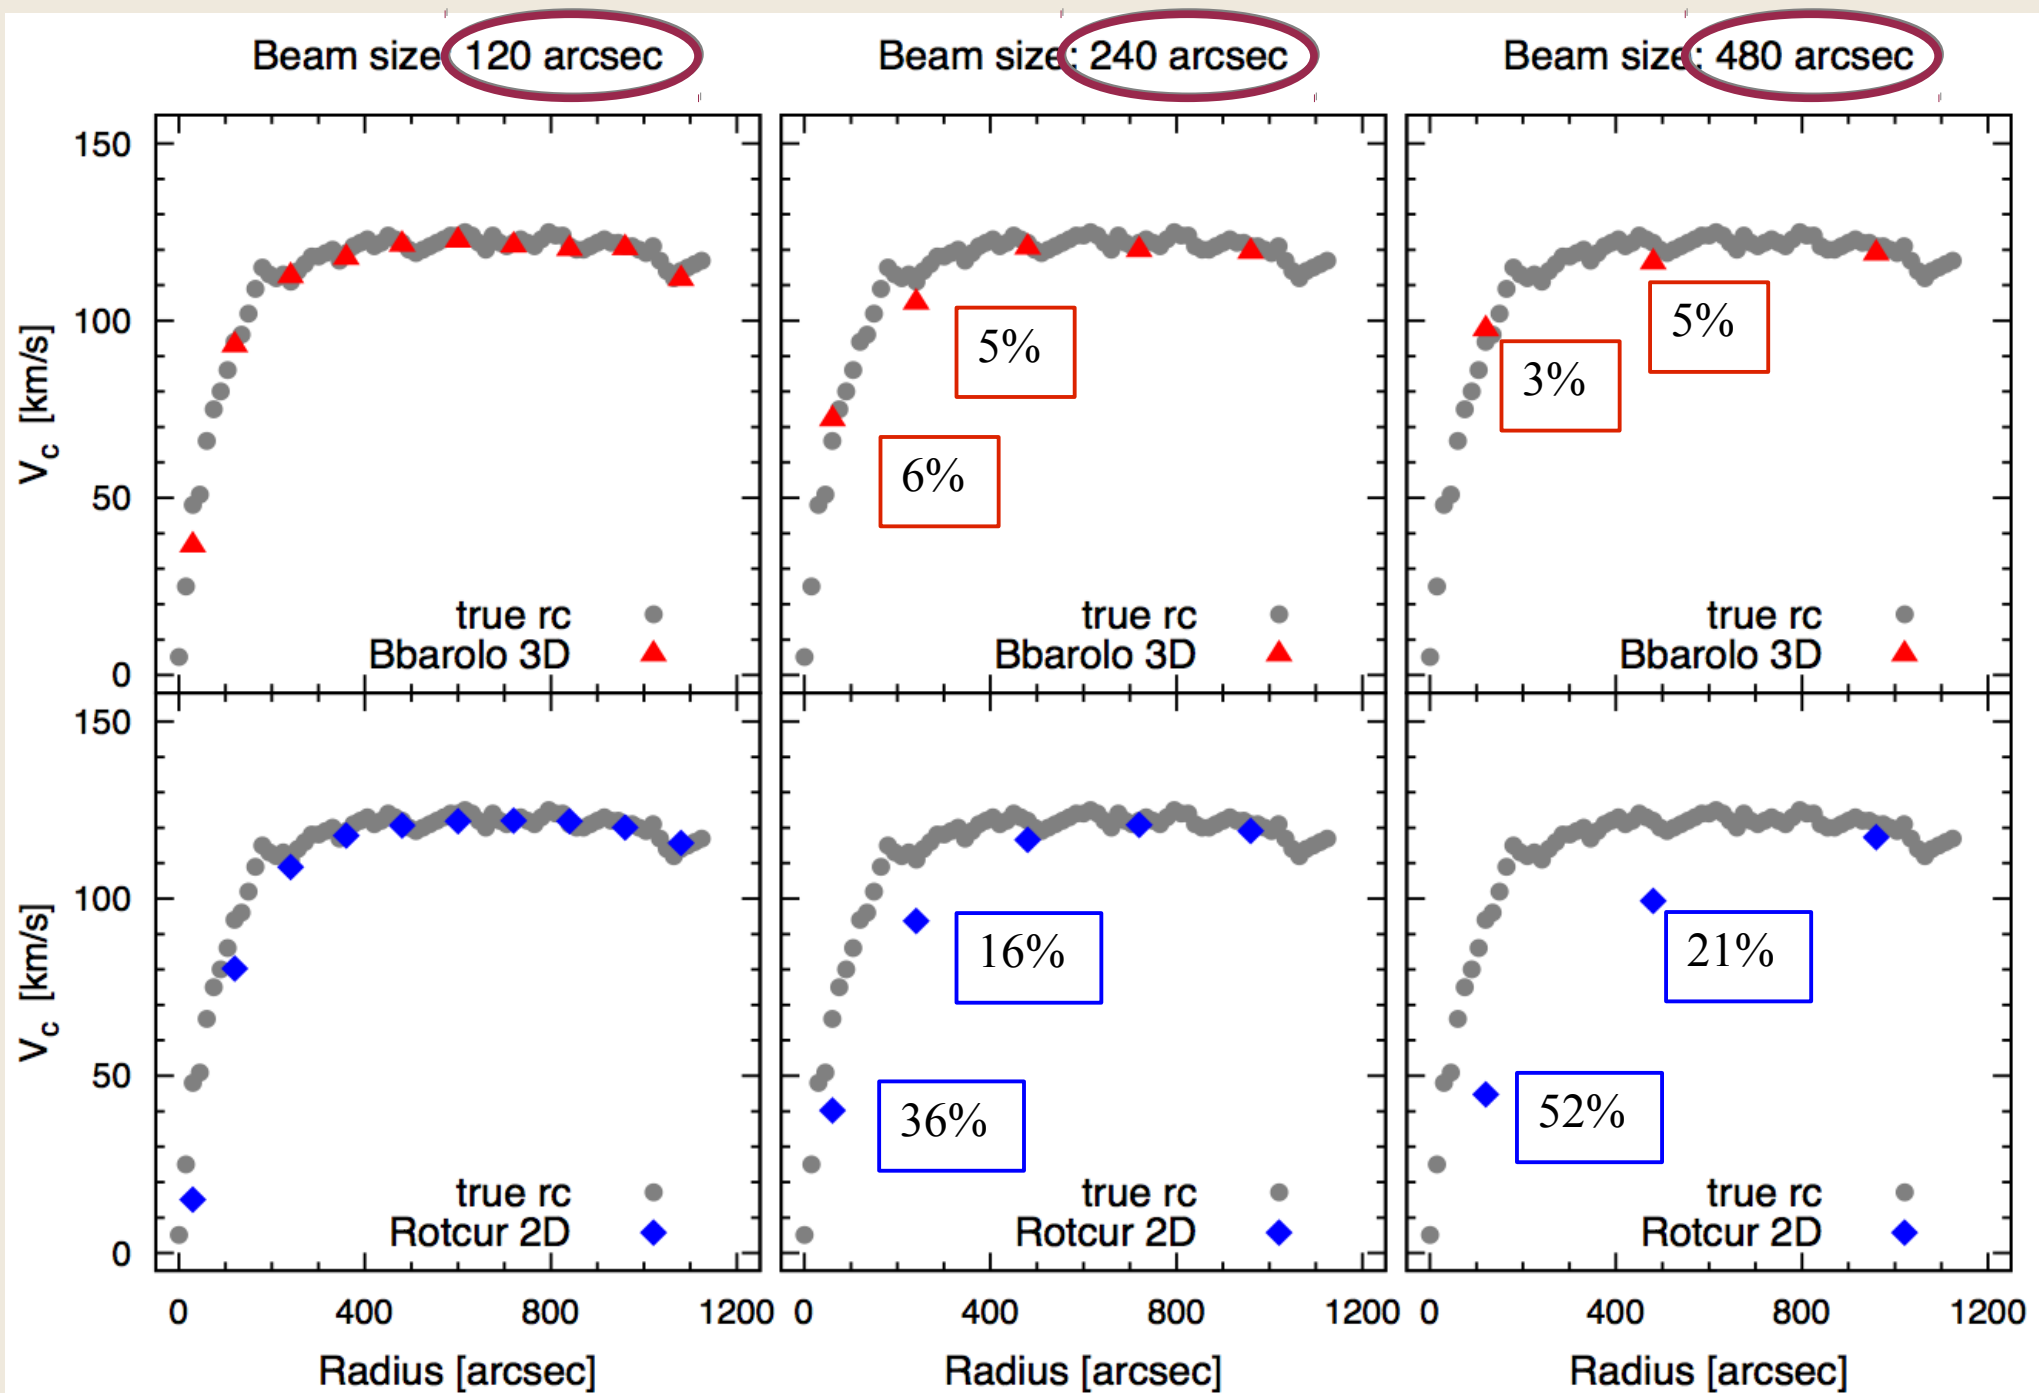 Beam size: 120 arcsec
Beam size: 240 arcsec
Beam size: 480 arcsec
150
100
50
0
V_c [km/s]
true rc
Bbarolo 3D
5%
6%
true rc
Bbarolo 3D
5%
3%
true rc
Bbarolo 3D
150
100
50
0
V_c [km/s]
true rc
Rotcur 2D
16%
36%
true rc
Rotcur 2D
21%
52%
true rc
Rotcur 2D
0 400 800 1200
0 400 800 1200
0 400 800 1200
Radius [arcsec]
Radius [arcsec]
Radius [arcsec]